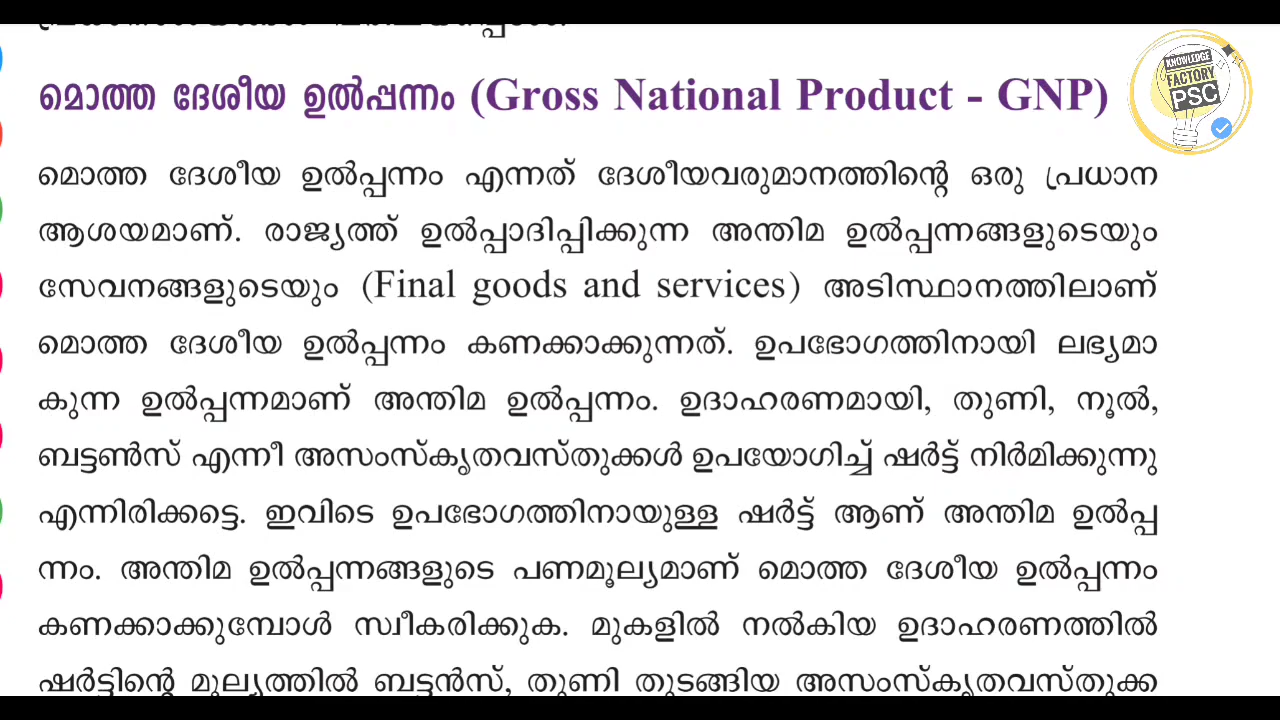 മൊത്ത ദേശീയ ഉൽപ്പന്നം (Gross National Product - GNP)
KNOWLEDGE
FACTORY
PSC
മൊത്ത ദേശീയ ഉൽപ്പന്നം എന്നത് ദേശീയവരുമാനത്തിന്റെ ഒരു പ്രധാന
ആശയമാണ്. രാജ്യത്ത് ഉൽപ്പാദിപ്പിക്കുന്ന അന്തിമ ഉൽപ്പന്നങ്ങളുടെയും
സേവനങ്ങളുടെയും (Final goods and services) അടിസ്ഥാനത്തിലാണ്
മൊത്ത ദേശീയ ഉൽപ്പന്നം കണക്കാക്കുന്നത്. ഉപഭോഗത്തിനായി ലഭ്യമാ
കുന്ന ഉൽപ്പന്നമാണ് അന്തിമ ഉൽപ്പന്നം. ഉദാഹരണമായി, തുണി, നൂൽ,
ബട്ടൺസ് എന്നീ അസംസ്കൃതവസ്തുക്കൾ ഉപയോഗിച്ച് ഷർട്ട് നിർമിക്കുന്നു
എന്നിരിക്കട്ടെ. ഇവിടെ ഉപഭോഗത്തിനായുള്ള ഷർട്ട് ആണ് അന്തിമ ഉൽപ്പ
ന്നം. അന്തിമ ഉൽപ്പന്നങ്ങളുടെ പണമൂല്യമാണ് മൊത്ത ദേശീയ ഉൽപ്പന്നം
കണക്കാക്കുമ്പോൾ സ്വീകരിക്കുക. മുകളിൽ നൽകിയ ഉദാഹരണത്തിൽ
ഷർട്ടിന്റെ മൂല്യത്തിൽ ബട്ടൻസ്, തുണി തുടങ്ങിയ അസംസ്കൃതവസ്തുക്ക